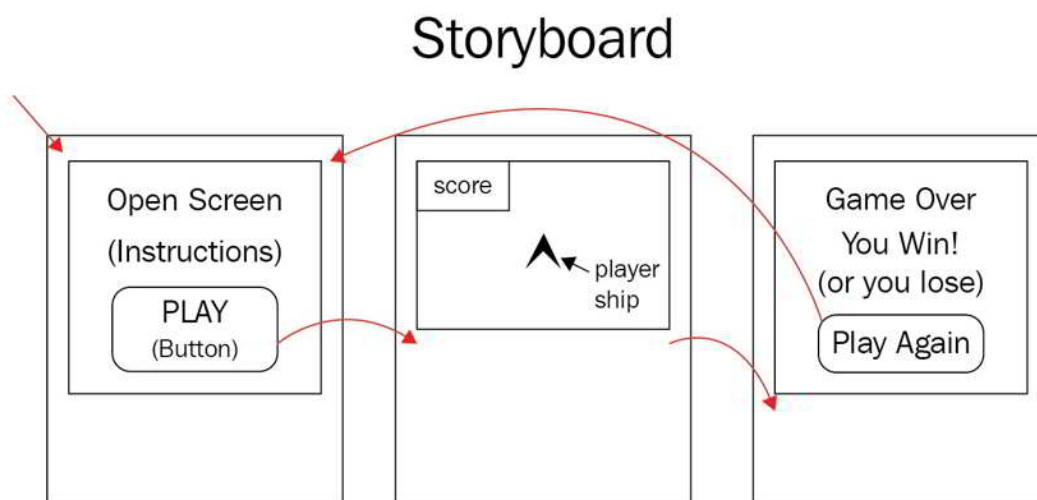 Storyboard
Open Screen
(Instructions)
PLAY
(Button)
score
player
ship
Game Over
You Win!
(or you lose)
Play Again